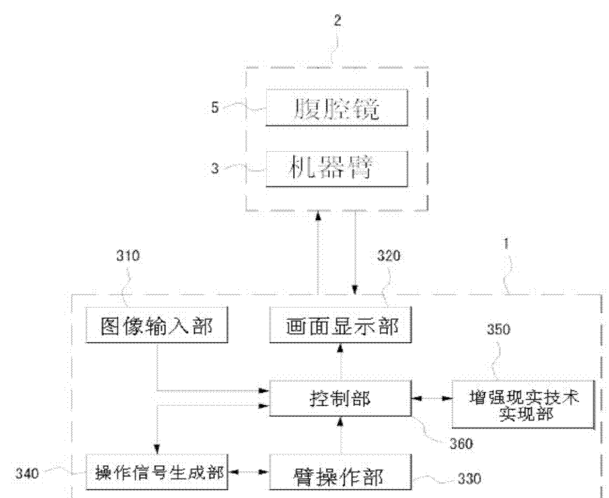 2
5
腹腔镜
3
机器臂
310
320
1
图像输入部
画面显示部
350
控制部
增强现实技术
实现部
360
340
操作信号生成部
臂操作部
330